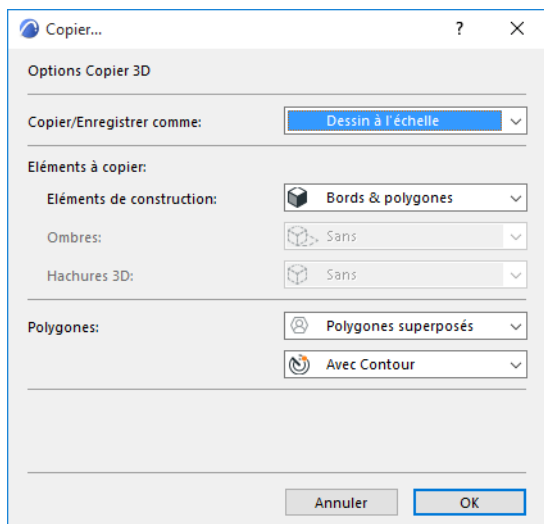 Copier...
?
Options Copier 3D
Copier/Enregistrer comme: Dessin à l'échelle
Eléments à copier:
Eléments de construction: Bords & polygones
Ombres: Sans
Hachures 3D: Sans
Polygones: Polygones superposés
Avec Contour
Annuler OK